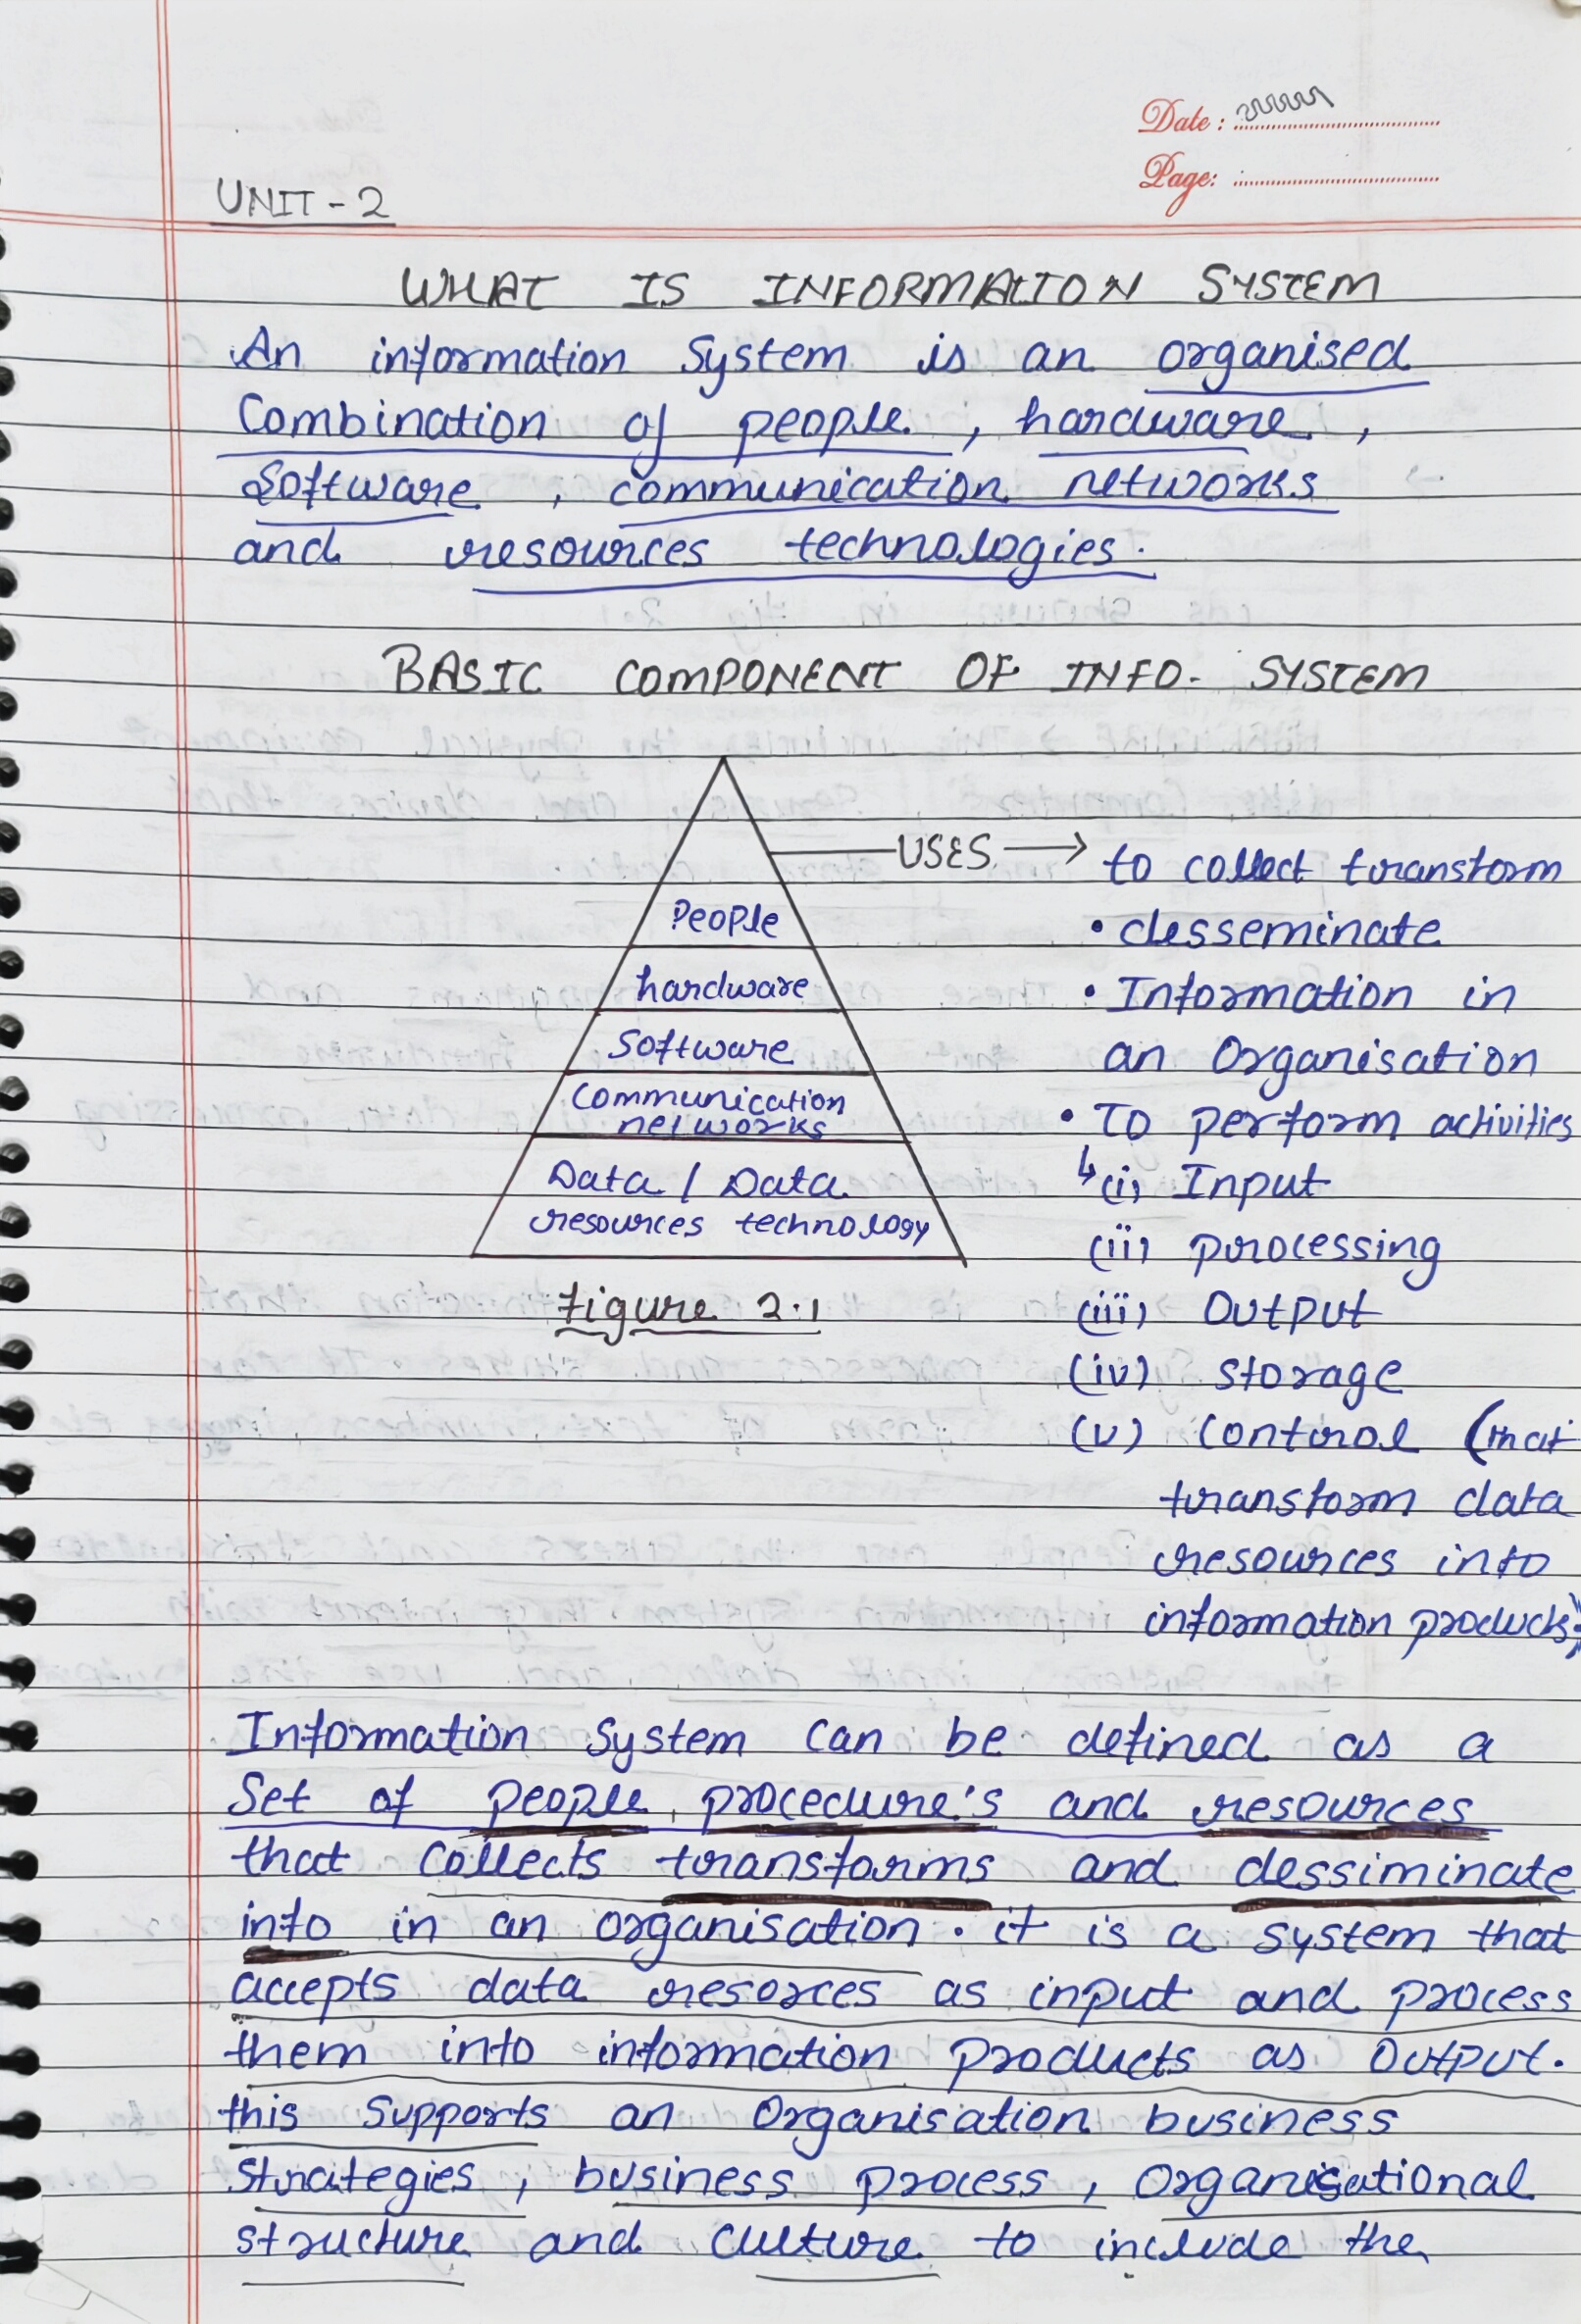 Date :
Page:
UNIT - 2
WHAT IS INFORMATION SYSTEM
An information System is an organised
Combination of people , hardware ,
Software , communication networks
and resources technologies .
BASIC COMPONENT OF INFO. SYSTEM
USES → to collect transform
• desseminate
• Information in
an Organisation
• To perform activities
↳ (i) Input
(ii) processing
(iii) Output
(iv) storage
(v) Control (that
transform data
resources into
information products)
People
hardware
Software
Communication
networks
Data / Data
resources technology
Figure 2.1
Information System can be defined as a
Set of people , procedure's and resources
that Collects transforms and dessiminate
info in an organisation . it is a system that
accepts data resorces as input and process
them into information products as Output.
this Supports an Organisation business
Strategies , business process , Organisational
structure and Culture to include the